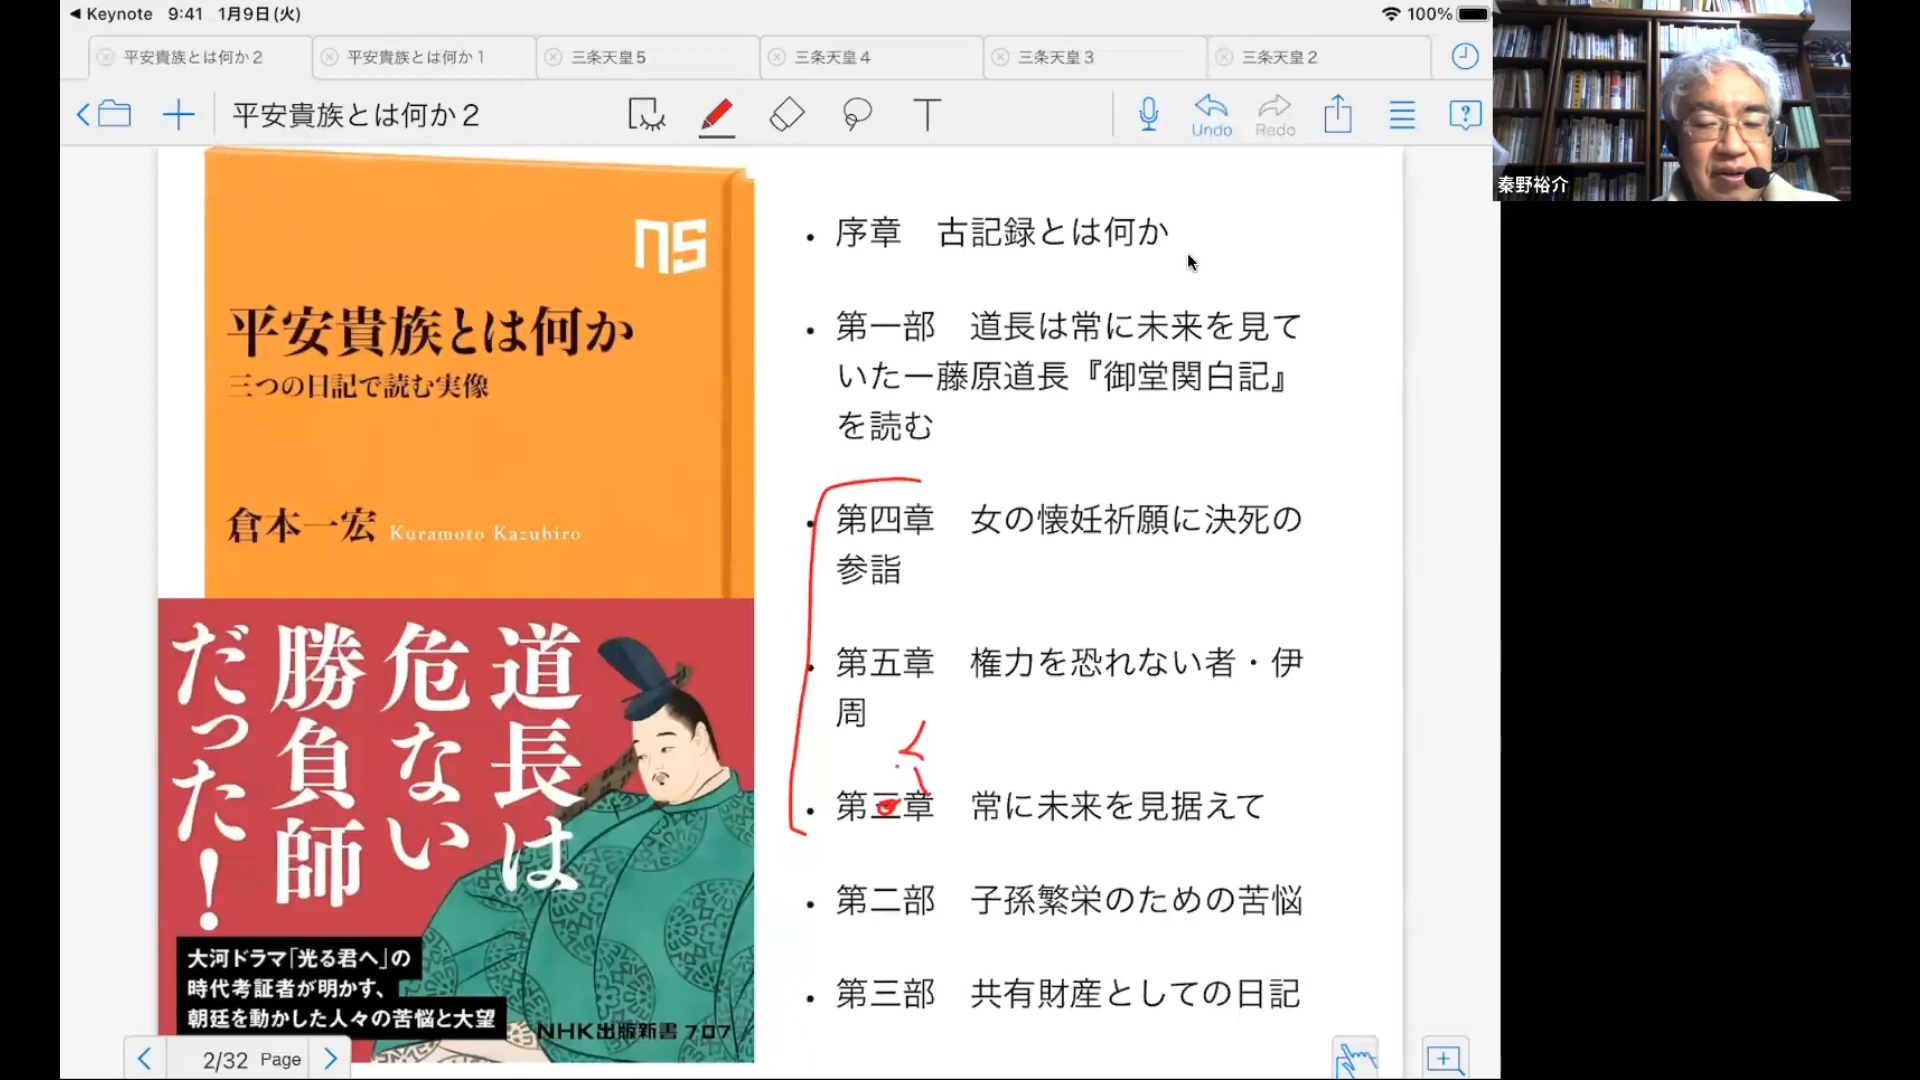 Keynote 9:41 1月9日(火)
100%
平安貴族とは何か2
平安貴族とは何か1
三条天皇5
三条天皇4
三条天皇3
三条天皇2
平安貴族とは何か2
T
Undo
Redo
?
秦野裕介
ns
平安貴族とは何か
三つの日記で読む実像
倉本一宏 Kuramoto Kazuhiro
道長は
危ない
勝負師
だった!
大河ドラマ「光る君へ」の
時代考証者が明かす、
朝廷を動かした人々の苦悩と大望
NHK出版新書 707
・序章 古記録とは何か
・第一部 道長は常に未来を見て
いたー藤原道長『御堂関白記』
を読む
・第四章 女の懐妊祈願に決死の
参詣
・第五章 権力を恐れない者・伊
周
・第三章 常に未来を見据えて
・第二部 子孫繁栄のための苦悩
・第三部 共有財産としての日記
2/32 Page